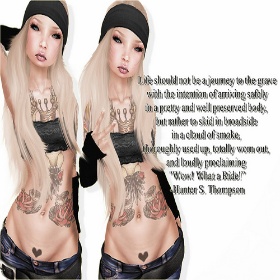 Life should not be a journey to the grave
with the intention of arriving safely
in a pretty and well preserved body,
but rather to skid in broadside
in a cloud of smoke,
thoroughly used up, totally worn out,
and loudly proclaiming
"Wow! What a Ride!"
-Hunter S. Thompson